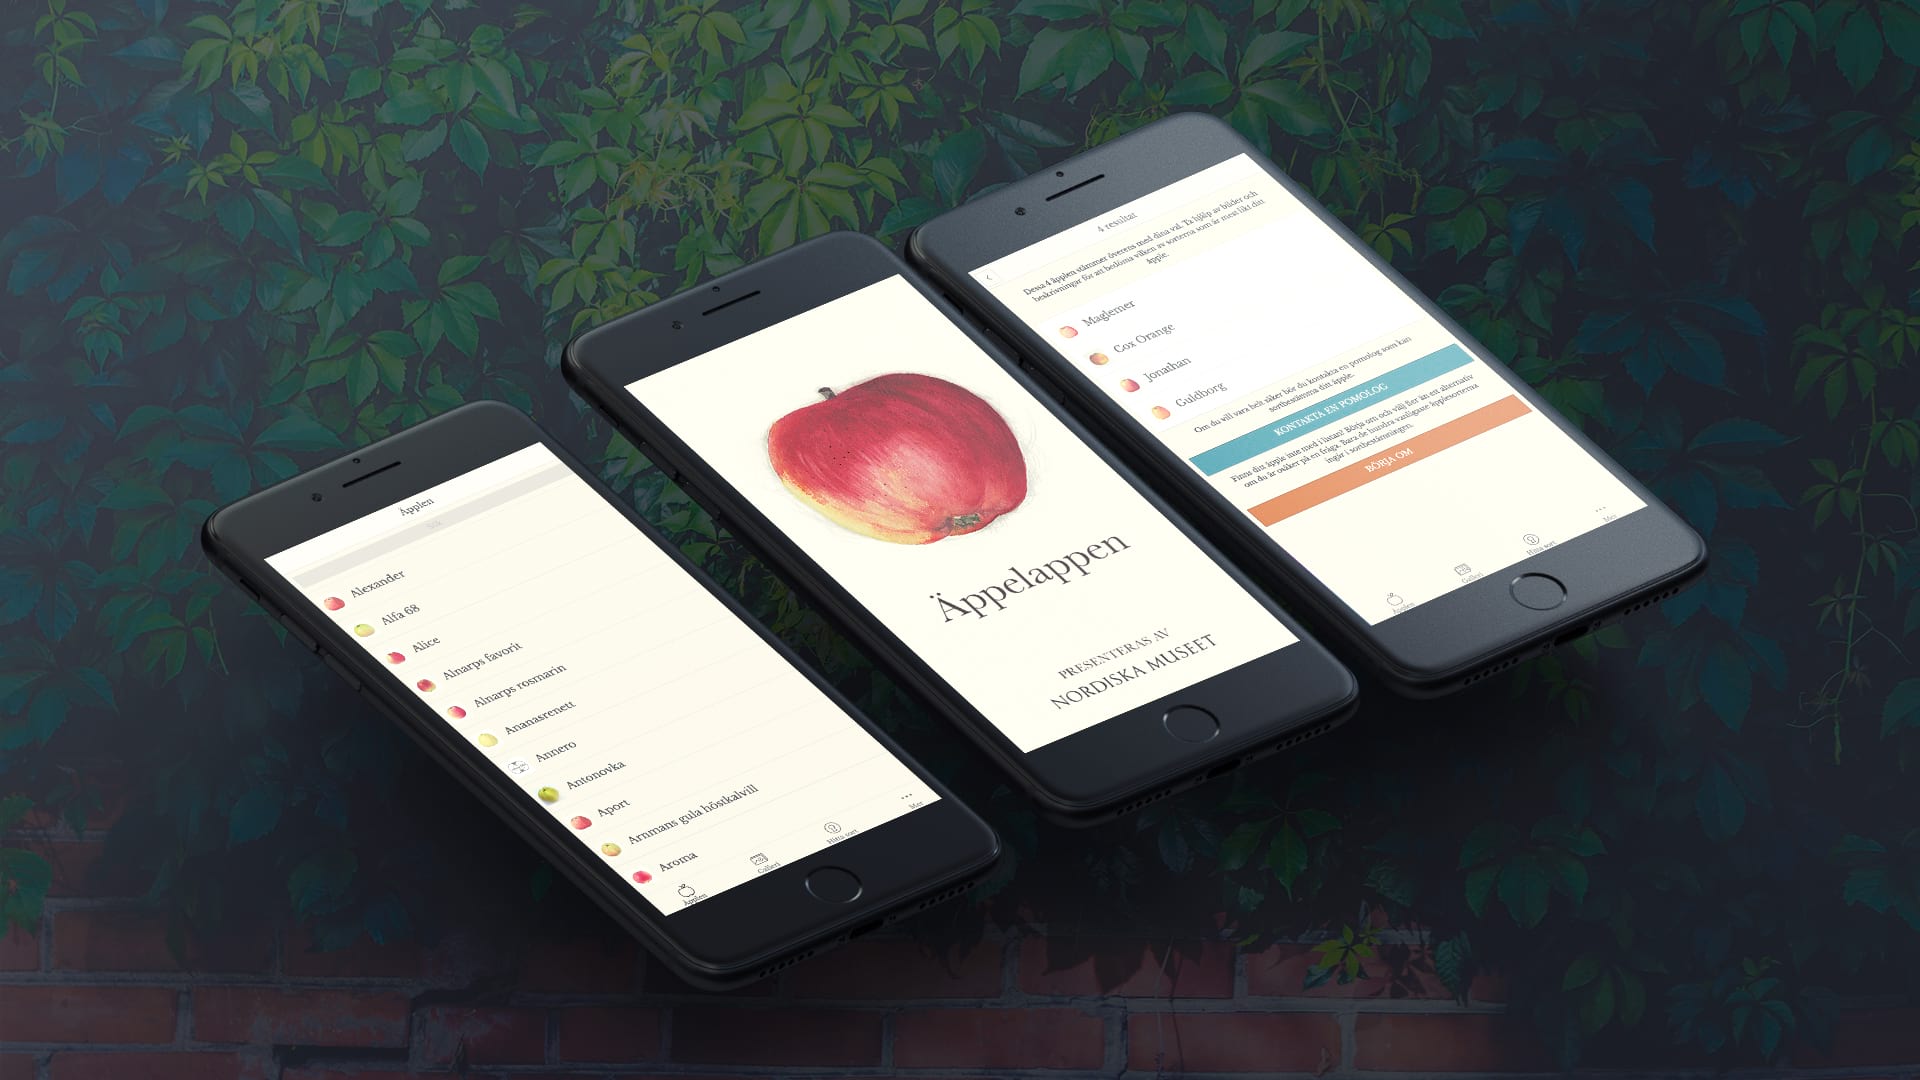 Äpplen
Sök
Alexander
Alfa 68
Alice
Alnarps favorit
Alnarps rosmarin
Ananasrenett
Annero
Antonovka
Aport
Arnmans gula höstkalvill
Aroma
Äpplen
Galleri
Hitta sort
Mer
Äppelappen
PRESENTERAS AV
NORDISKA MUSEET
4 resultat
Dessa 4 äpplen stämmer överens med dina val. Ta hjälp av bilder och
beskrivningar för att bedöma vilken av sorterna som är mest likt ditt
äpple.
Maglemer
Cox Orange
Jonathan
Guldborg
Om du vill vara helt säker bör du kontakta en pomolog som kan
sortbestämma ditt äpple.
KONTAKTA EN POMOLOG
Finns ditt äpple inte med i listan? Börja om och välj fler än ett alternativ
om du är osäker på en fråga. Bara de hundra vanligaste äpplesorterna
ingår i sortbestämningen.
BÖRJA OM
Äpplen
Galleri
Hitta sort
Mer